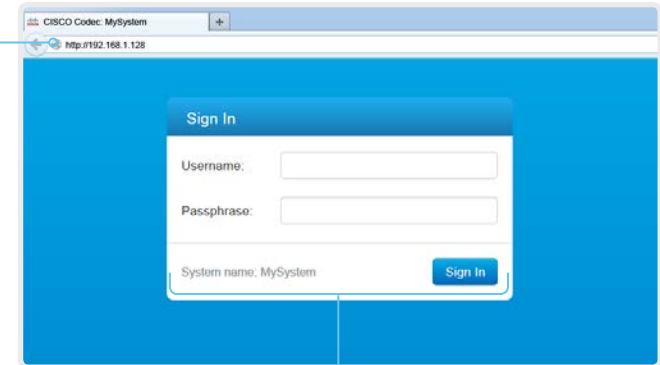 CISCO Codec: MySystem
+
http://192.168.1.128
Sign In
Username:
Passphrase:
System name: MySystem
Sign In